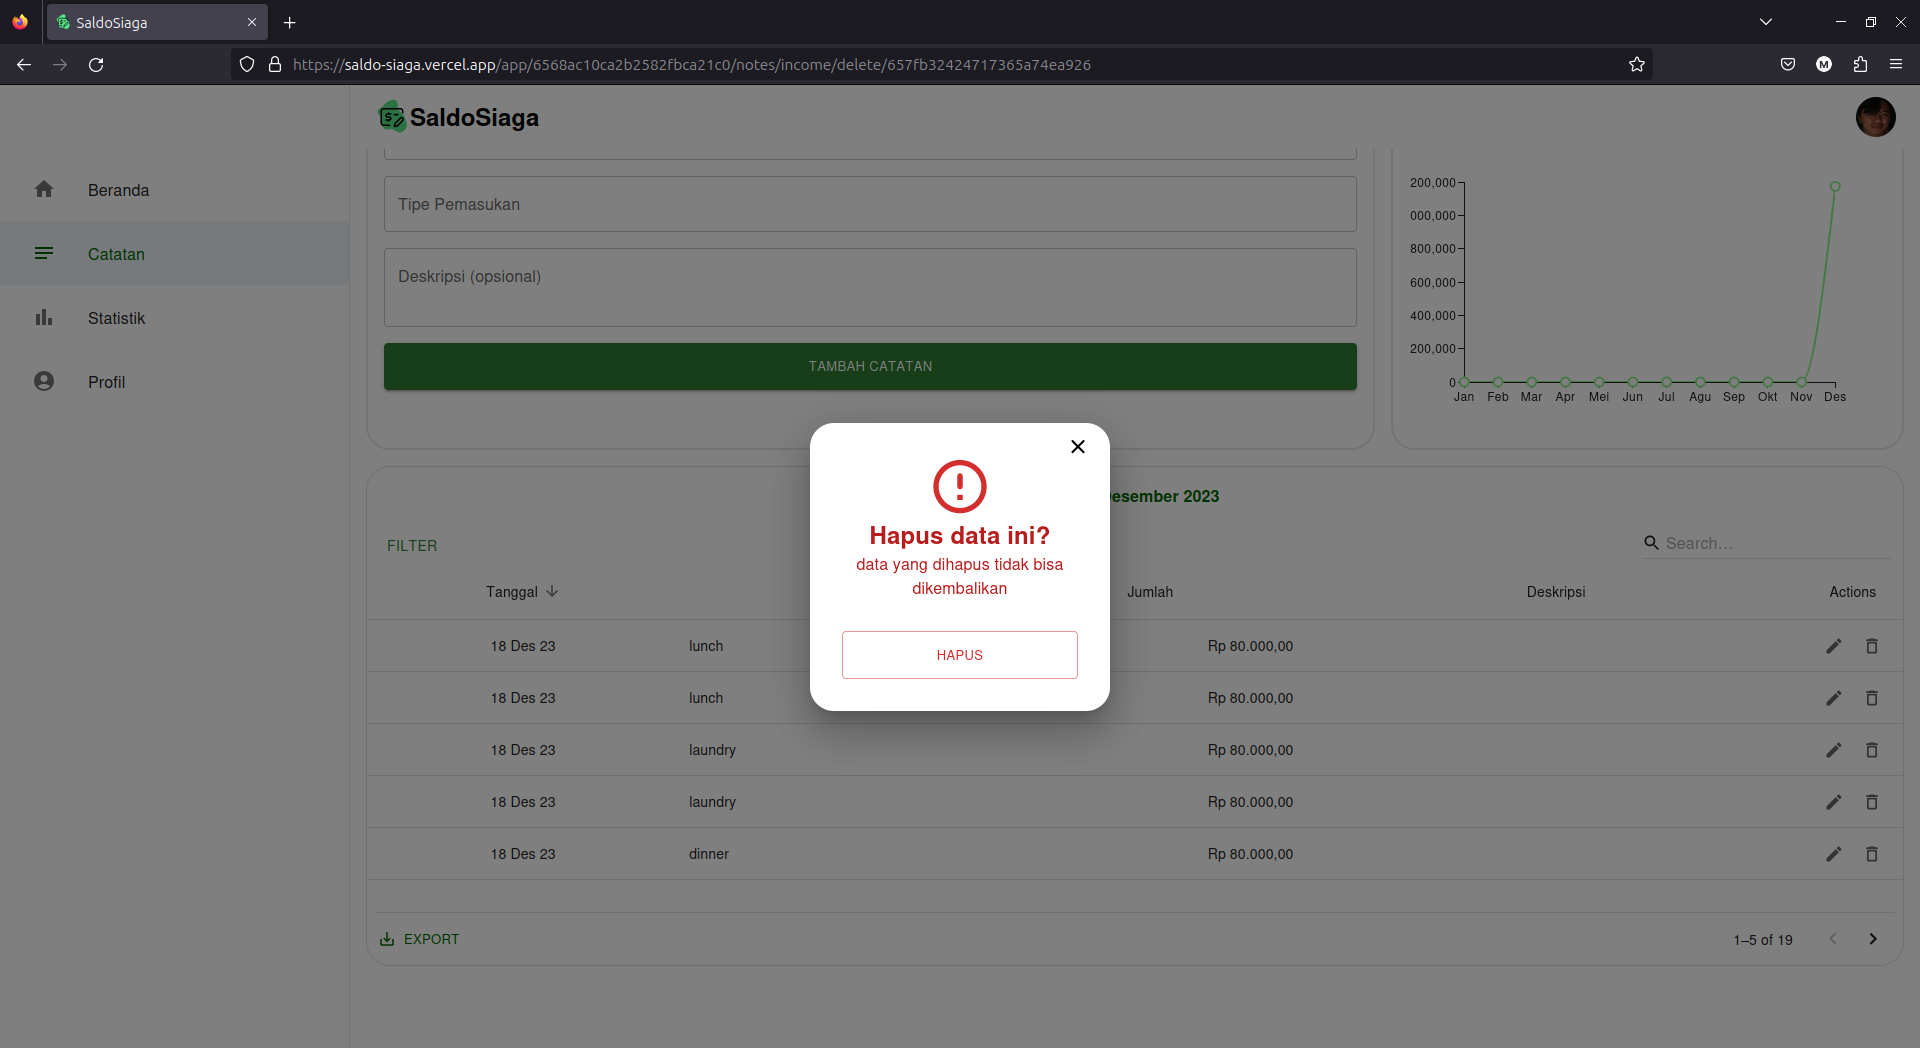 SaldoSiaga
https://saldo-siaga.vercel.app/app/6568ac10ca2b2582fbca21c0/notes/income/delete/657fb32424717365a74ea926
M
SaldoSiaga
Beranda
Catatan
Statistik
Profil
Tipe Pemasukan
Deskripsi (opsional)
TAMBAH CATATAN
200,000
000,000
800,000
600,000
400,000
200,000
0
Jan Feb Mar Apr Mei Jun Jul Agu Sep Okt Nov Des
Hapus data ini?
data yang dihapus tidak bisa
dikembalikan
HAPUS
esember 2023
FILTER
Search…
Tanggal Jumlah Deskripsi Actions
18 Des 23 lunch Rp 80.000,00
18 Des 23 lunch Rp 80.000,00
18 Des 23 laundry Rp 80.000,00
18 Des 23 laundry Rp 80.000,00
18 Des 23 dinner Rp 80.000,00
EXPORT 1–5 of 19